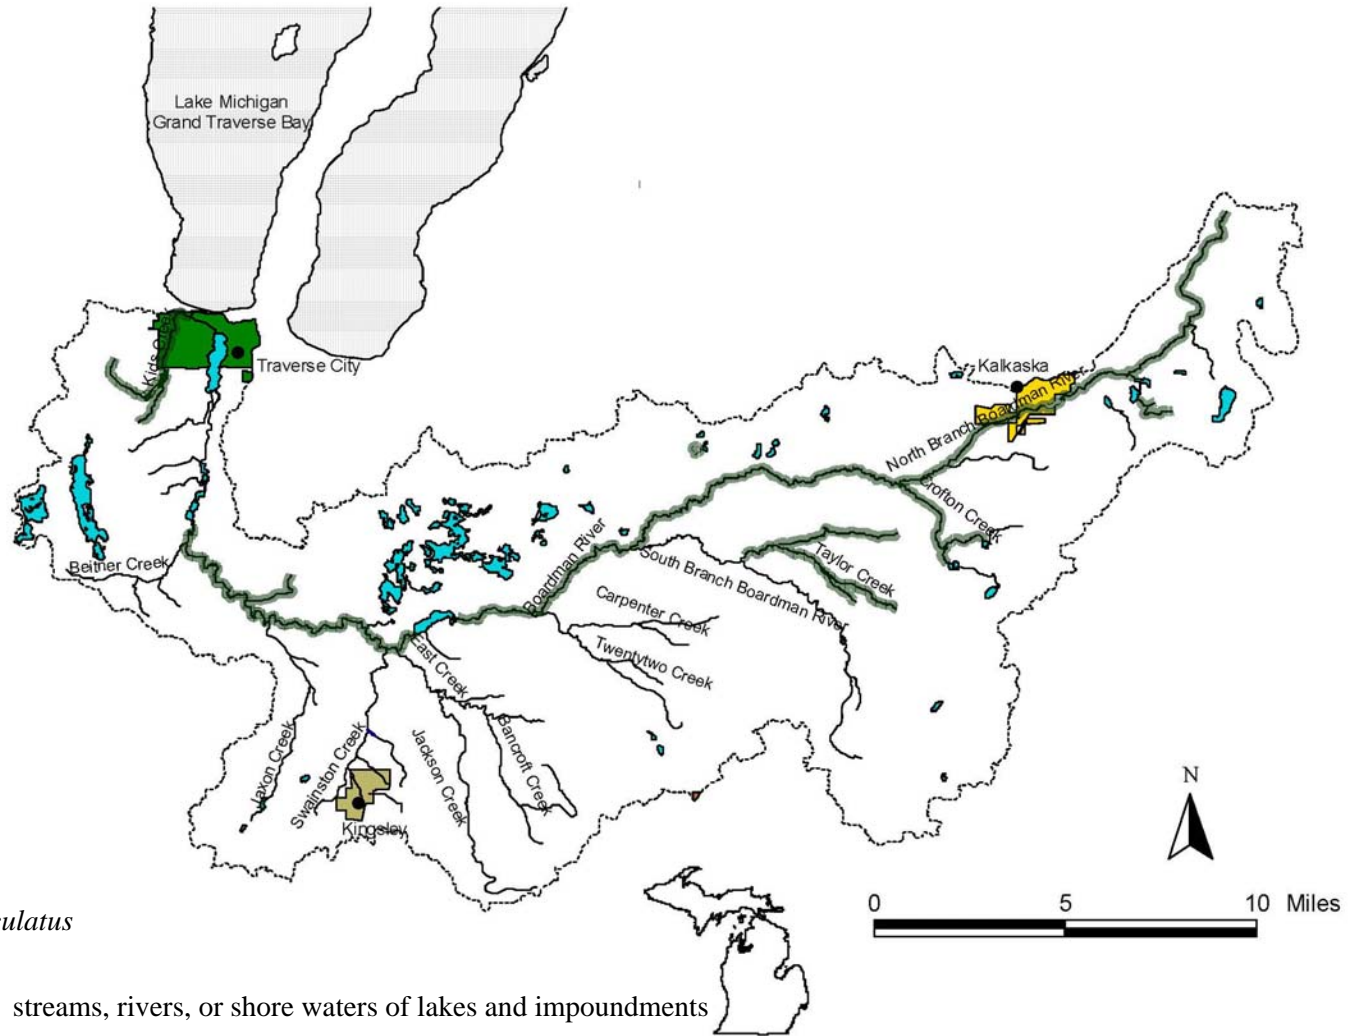 Lake Michigan
Grand Traverse Bay
Traverse City
Kalkaska
North Branch Boardman River
Crofton Creek
Taylor Creek
South Branch Boardman River
Boardman River
Carpenter Creek
Twentytwo Creek
Beitner Creek
East Creek
Bancroft Creek
Jackson Creek
Swainston Creek
Jaxon Creek
Kingsley
N
0 5 10 Miles
ulatus
streams, rivers, or shore waters of lakes and impoundments